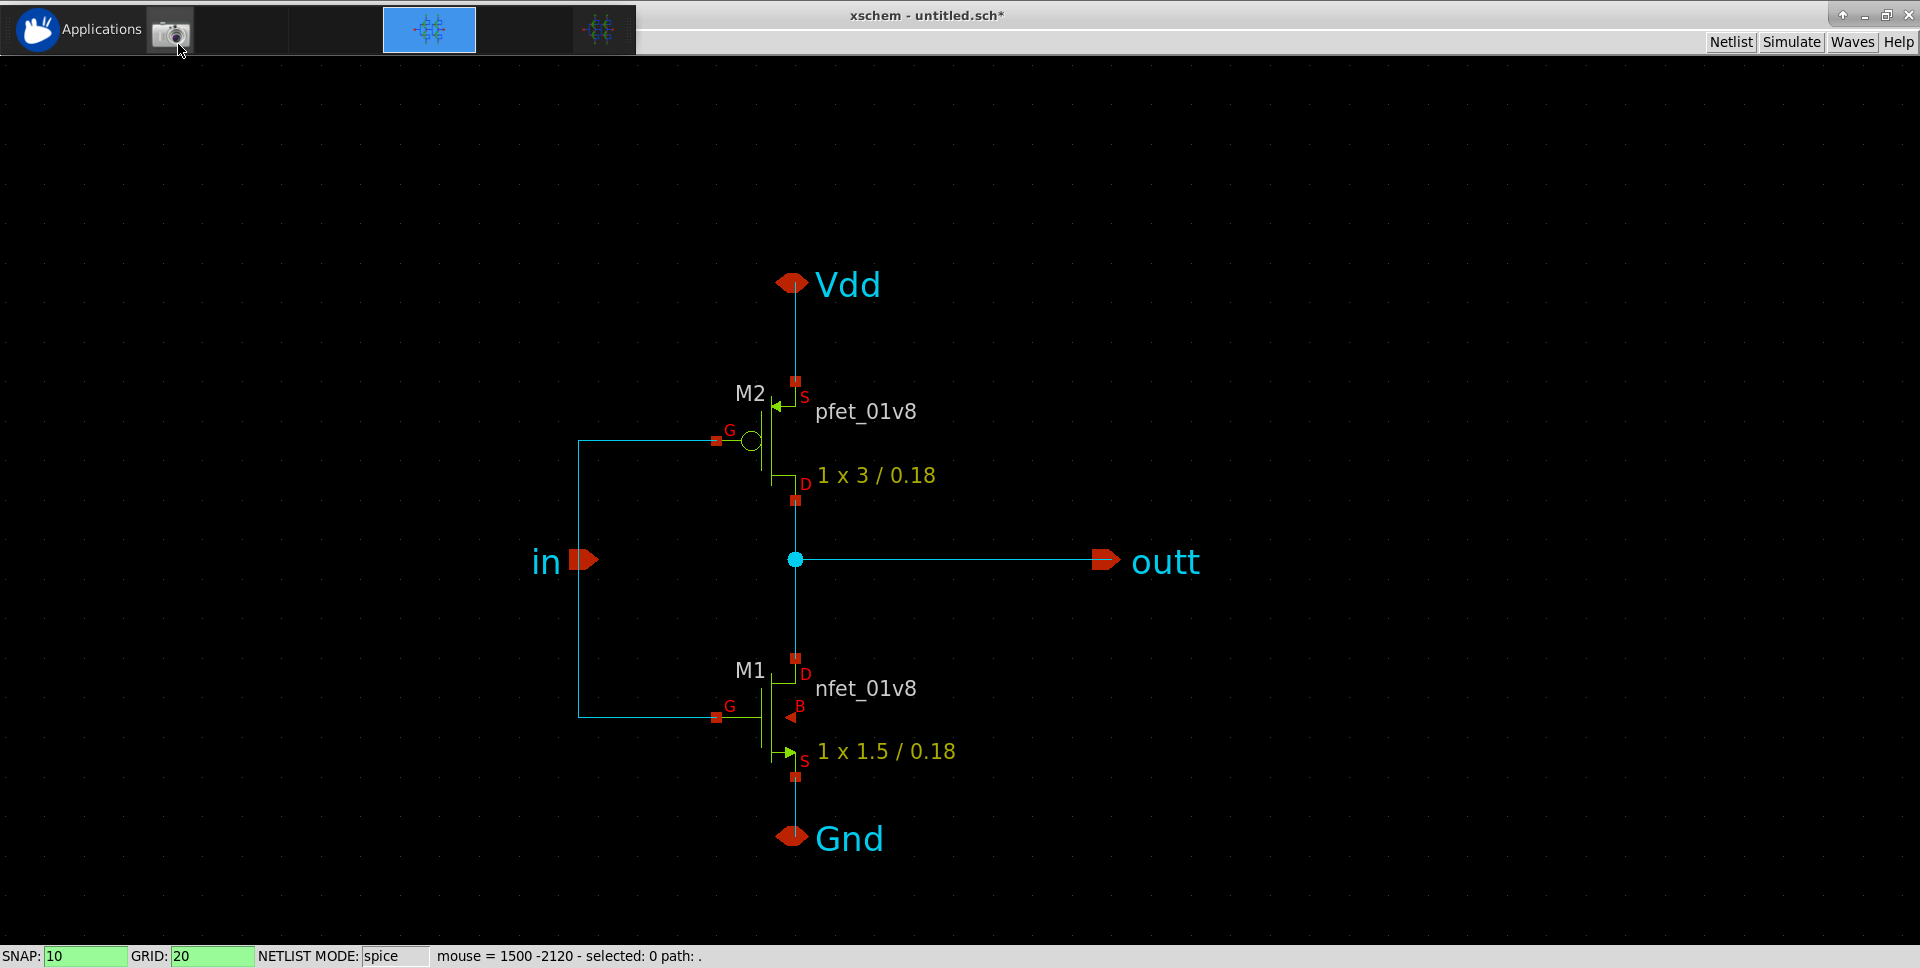 xschem - untitled.sch*
Applications
Netlist Simulate Waves Help
Vdd
M2
S
pfet_01v8
G
1 x 3 / 0.18
D
in
outt
M1
D
nfet_01v8
G
B
1 x 1.5 / 0.18
S
Gnd
SNAP: 10 GRID: 20 NETLIST MODE: spice mouse = 1500 -2120 - selected: 0 path: .